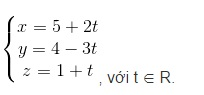 x = 5 + 2t
y = 4 − 3t
z = 1 + t , với t ∈ R.